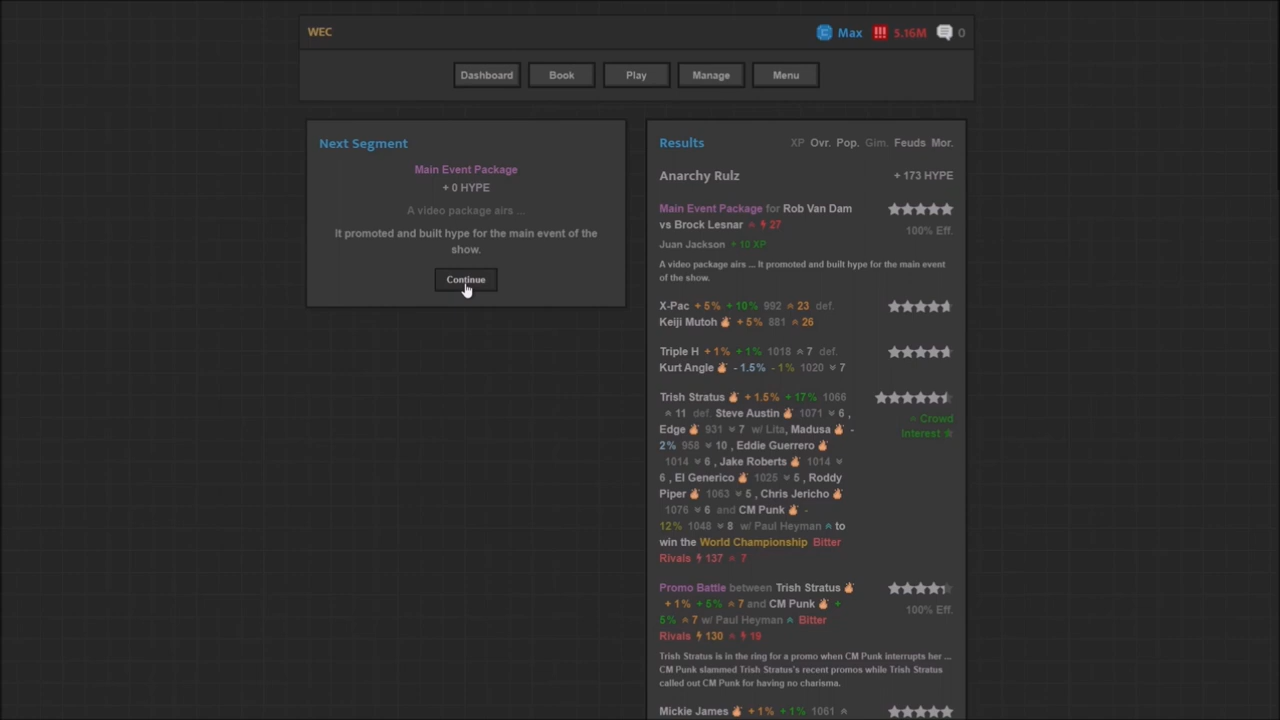 WEC
Max 5.16M 0
Dashboard Book Play Manage Menu
Next Segment
Main Event Package
+ 0 HYPE
A video package airs ...
It promoted and built hype for the main event of the
show.
Continue
Results XP Ovr. Pop. Gim. Feuds Mor.
Anarchy Rulz + 173 HYPE
Main Event Package for Rob Van Dam
vs Brock Lesnar 27
100% Eff.
Juan Jackson + 10 XP
A video package airs ... It promoted and built hype for the main event
of the show.
X-Pac + 5% + 10% 992 23 def.
Keiji Mutoh + 5% 881 26
Triple H + 1% + 1% 1018 7 def.
Kurt Angle - 1.5% - 1% 1020 7
Trish Stratus + 1.5% + 17% 1066
11 def. Steve Austin 1071 6 ,
Crowd
Interest
Edge 931 7 w/ Lita, Madusa -
2% 958 10 , Eddie Guerrero
1014 6 , Jake Roberts 1014
6 , El Generico 1025 5 , Roddy
Piper 1063 5 , Chris Jericho
1076 6 and CM Punk -
12% 1048 8 w/ Paul Heyman to
win the World Championship Bitter
Rivals 137 7
Promo Battle between Trish Stratus
+ 1% + 5% 7 and CM Punk +
100% Eff.
5% 7 w/ Paul Heyman Bitter
Rivals 130 19
Trish Stratus is in the ring for a promo when CM Punk interrupts her ...
CM Punk slammed Trish Stratus's recent promos while Trish Stratus
called out CM Punk for having no charisma.
Mickie James + 1% + 1% 1061